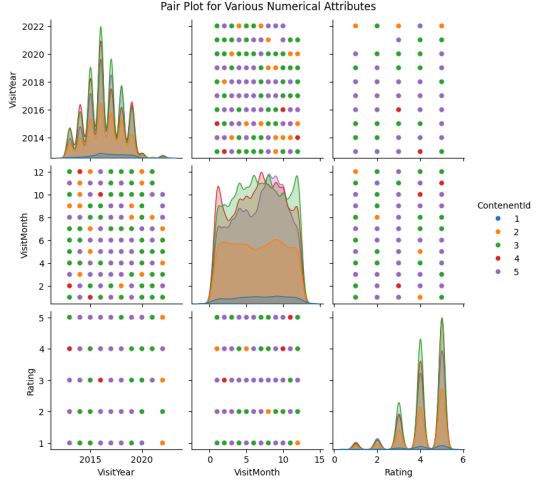 Pair Plot for Various Numerical Attributes
2022
2020
2018
2016
2014
VisitYear
12
10
8
6
4
2
VisitMonth
ContenentId
1
2
3
4
5
5
4
3
2
1
Rating
2015 2020
0 5 10 15
0 2 4 6
VisitYear VisitMonth Rating